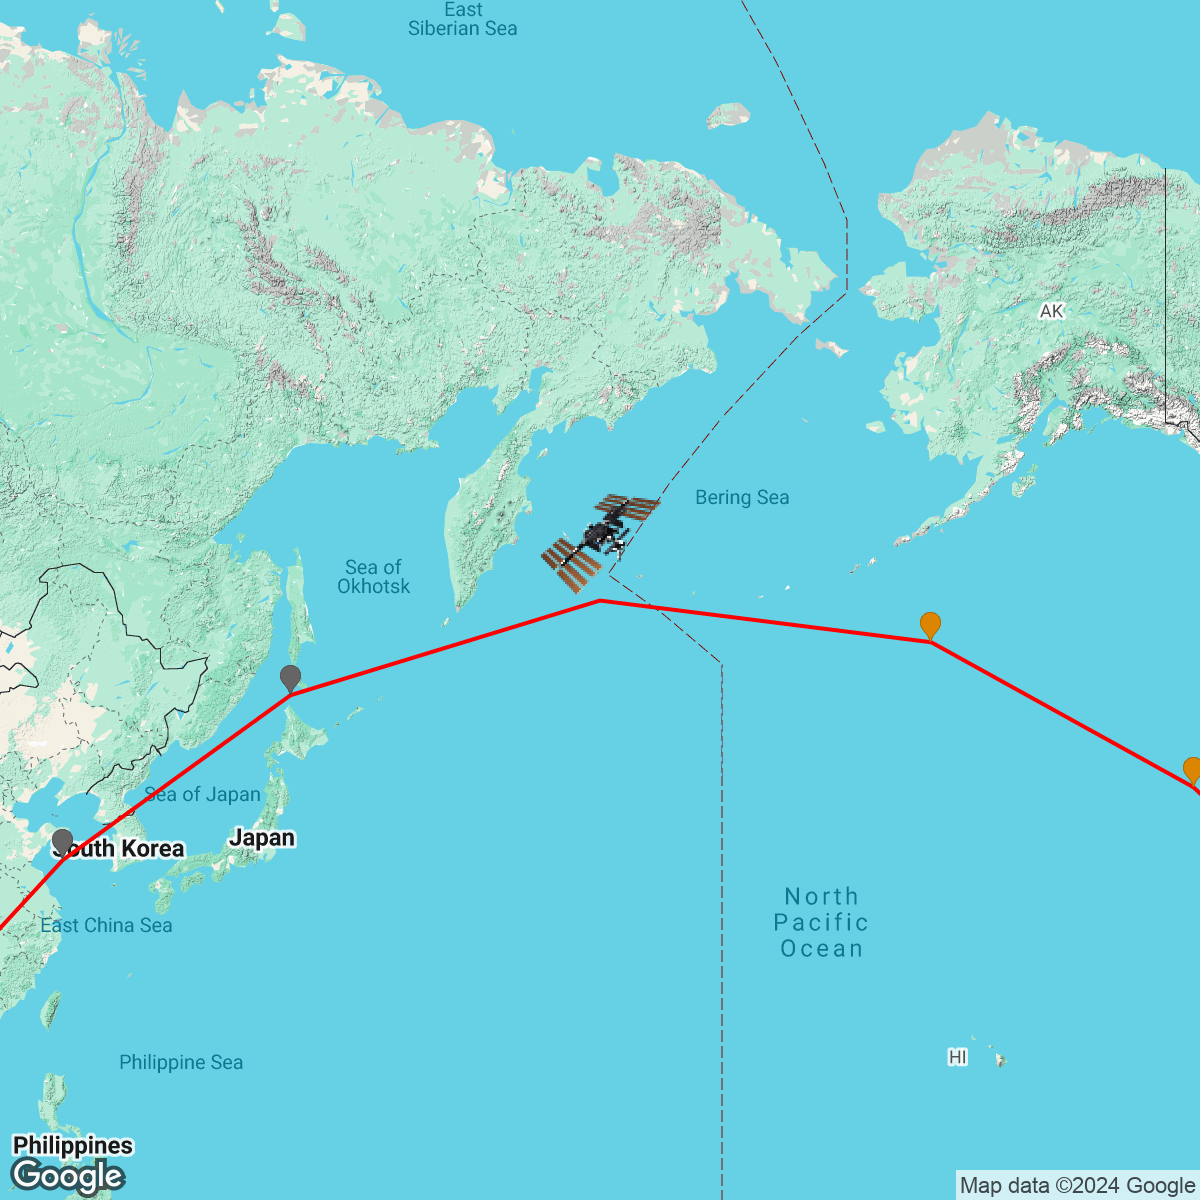 East
Siberian Sea
AK
Bering Sea
Sea of
Okhotsk
Sea of Japan
Japan
South Korea
North
Pacific
Ocean
East China Sea
HI
Philippine Sea
Philippines
Google
Map data ©2024 Google